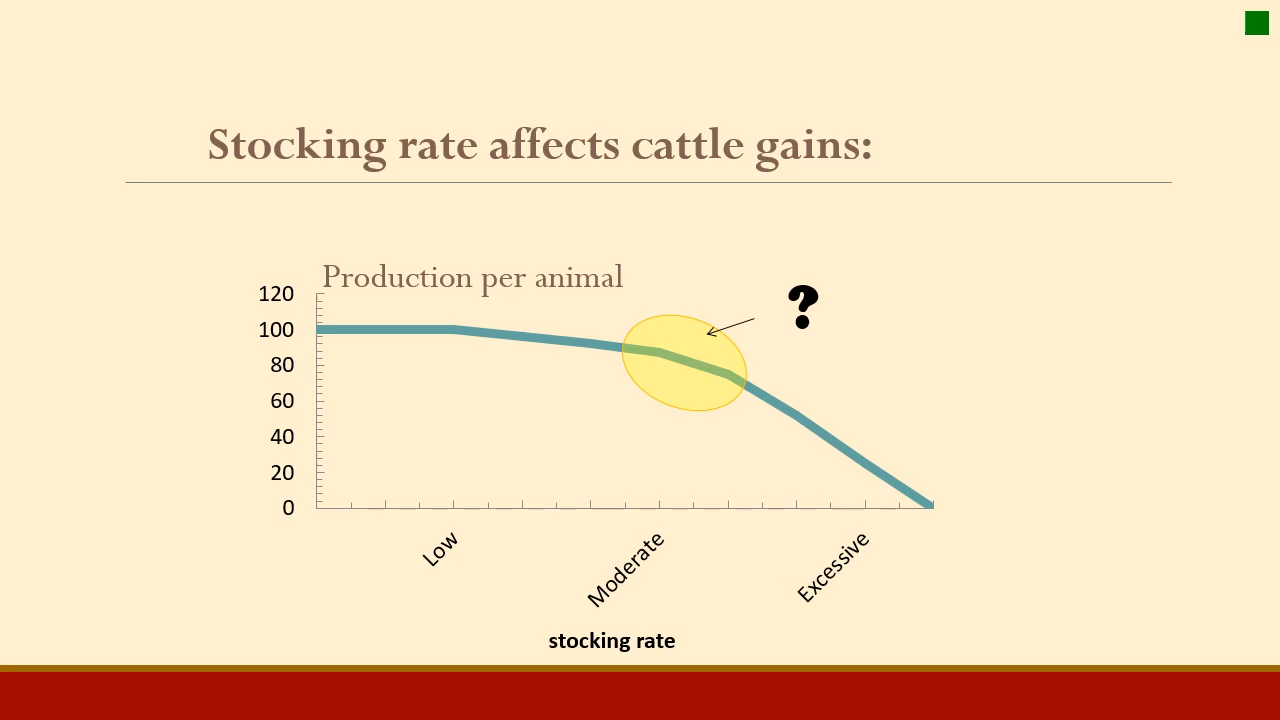 Stocking rate affects cattle gains:
Production per animal
?
120
100
80
60
40
20
0
Low
Moderate
Excessive
stocking rate